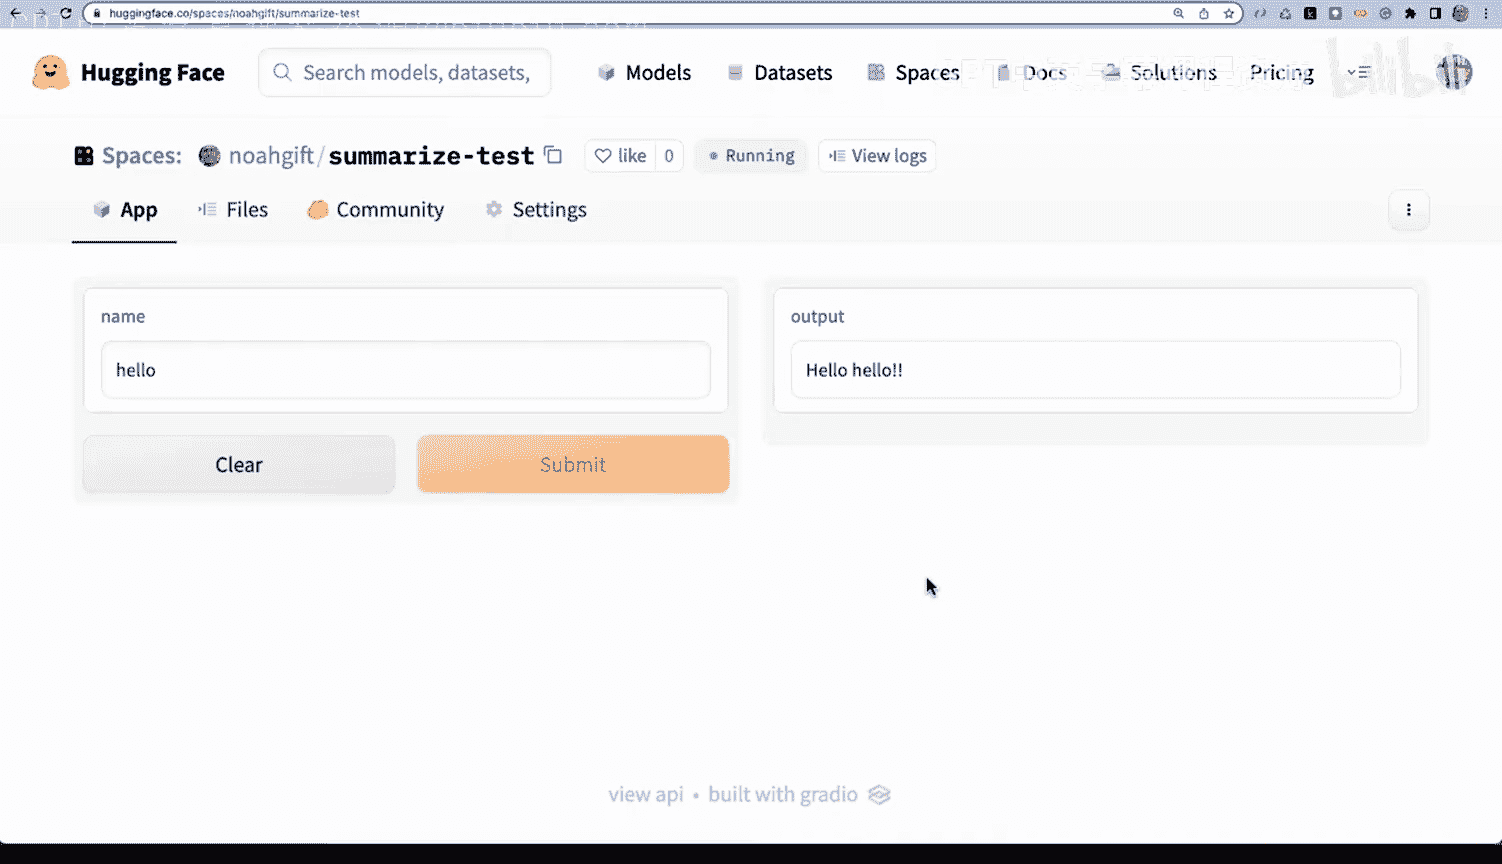 huggingface.co/spaces/noahgift/summarize-test
Hugging Face
Search models, datasets,
Models
Datasets
Spaces
Docs
Solutions
Pricing
bilibili
Spaces:
noahgift/summarize-test
like
0
Running
View logs
App
Files
Community
Settings
name
output
hello
Hello hello!!
Clear
Submit
view api • built with gradio